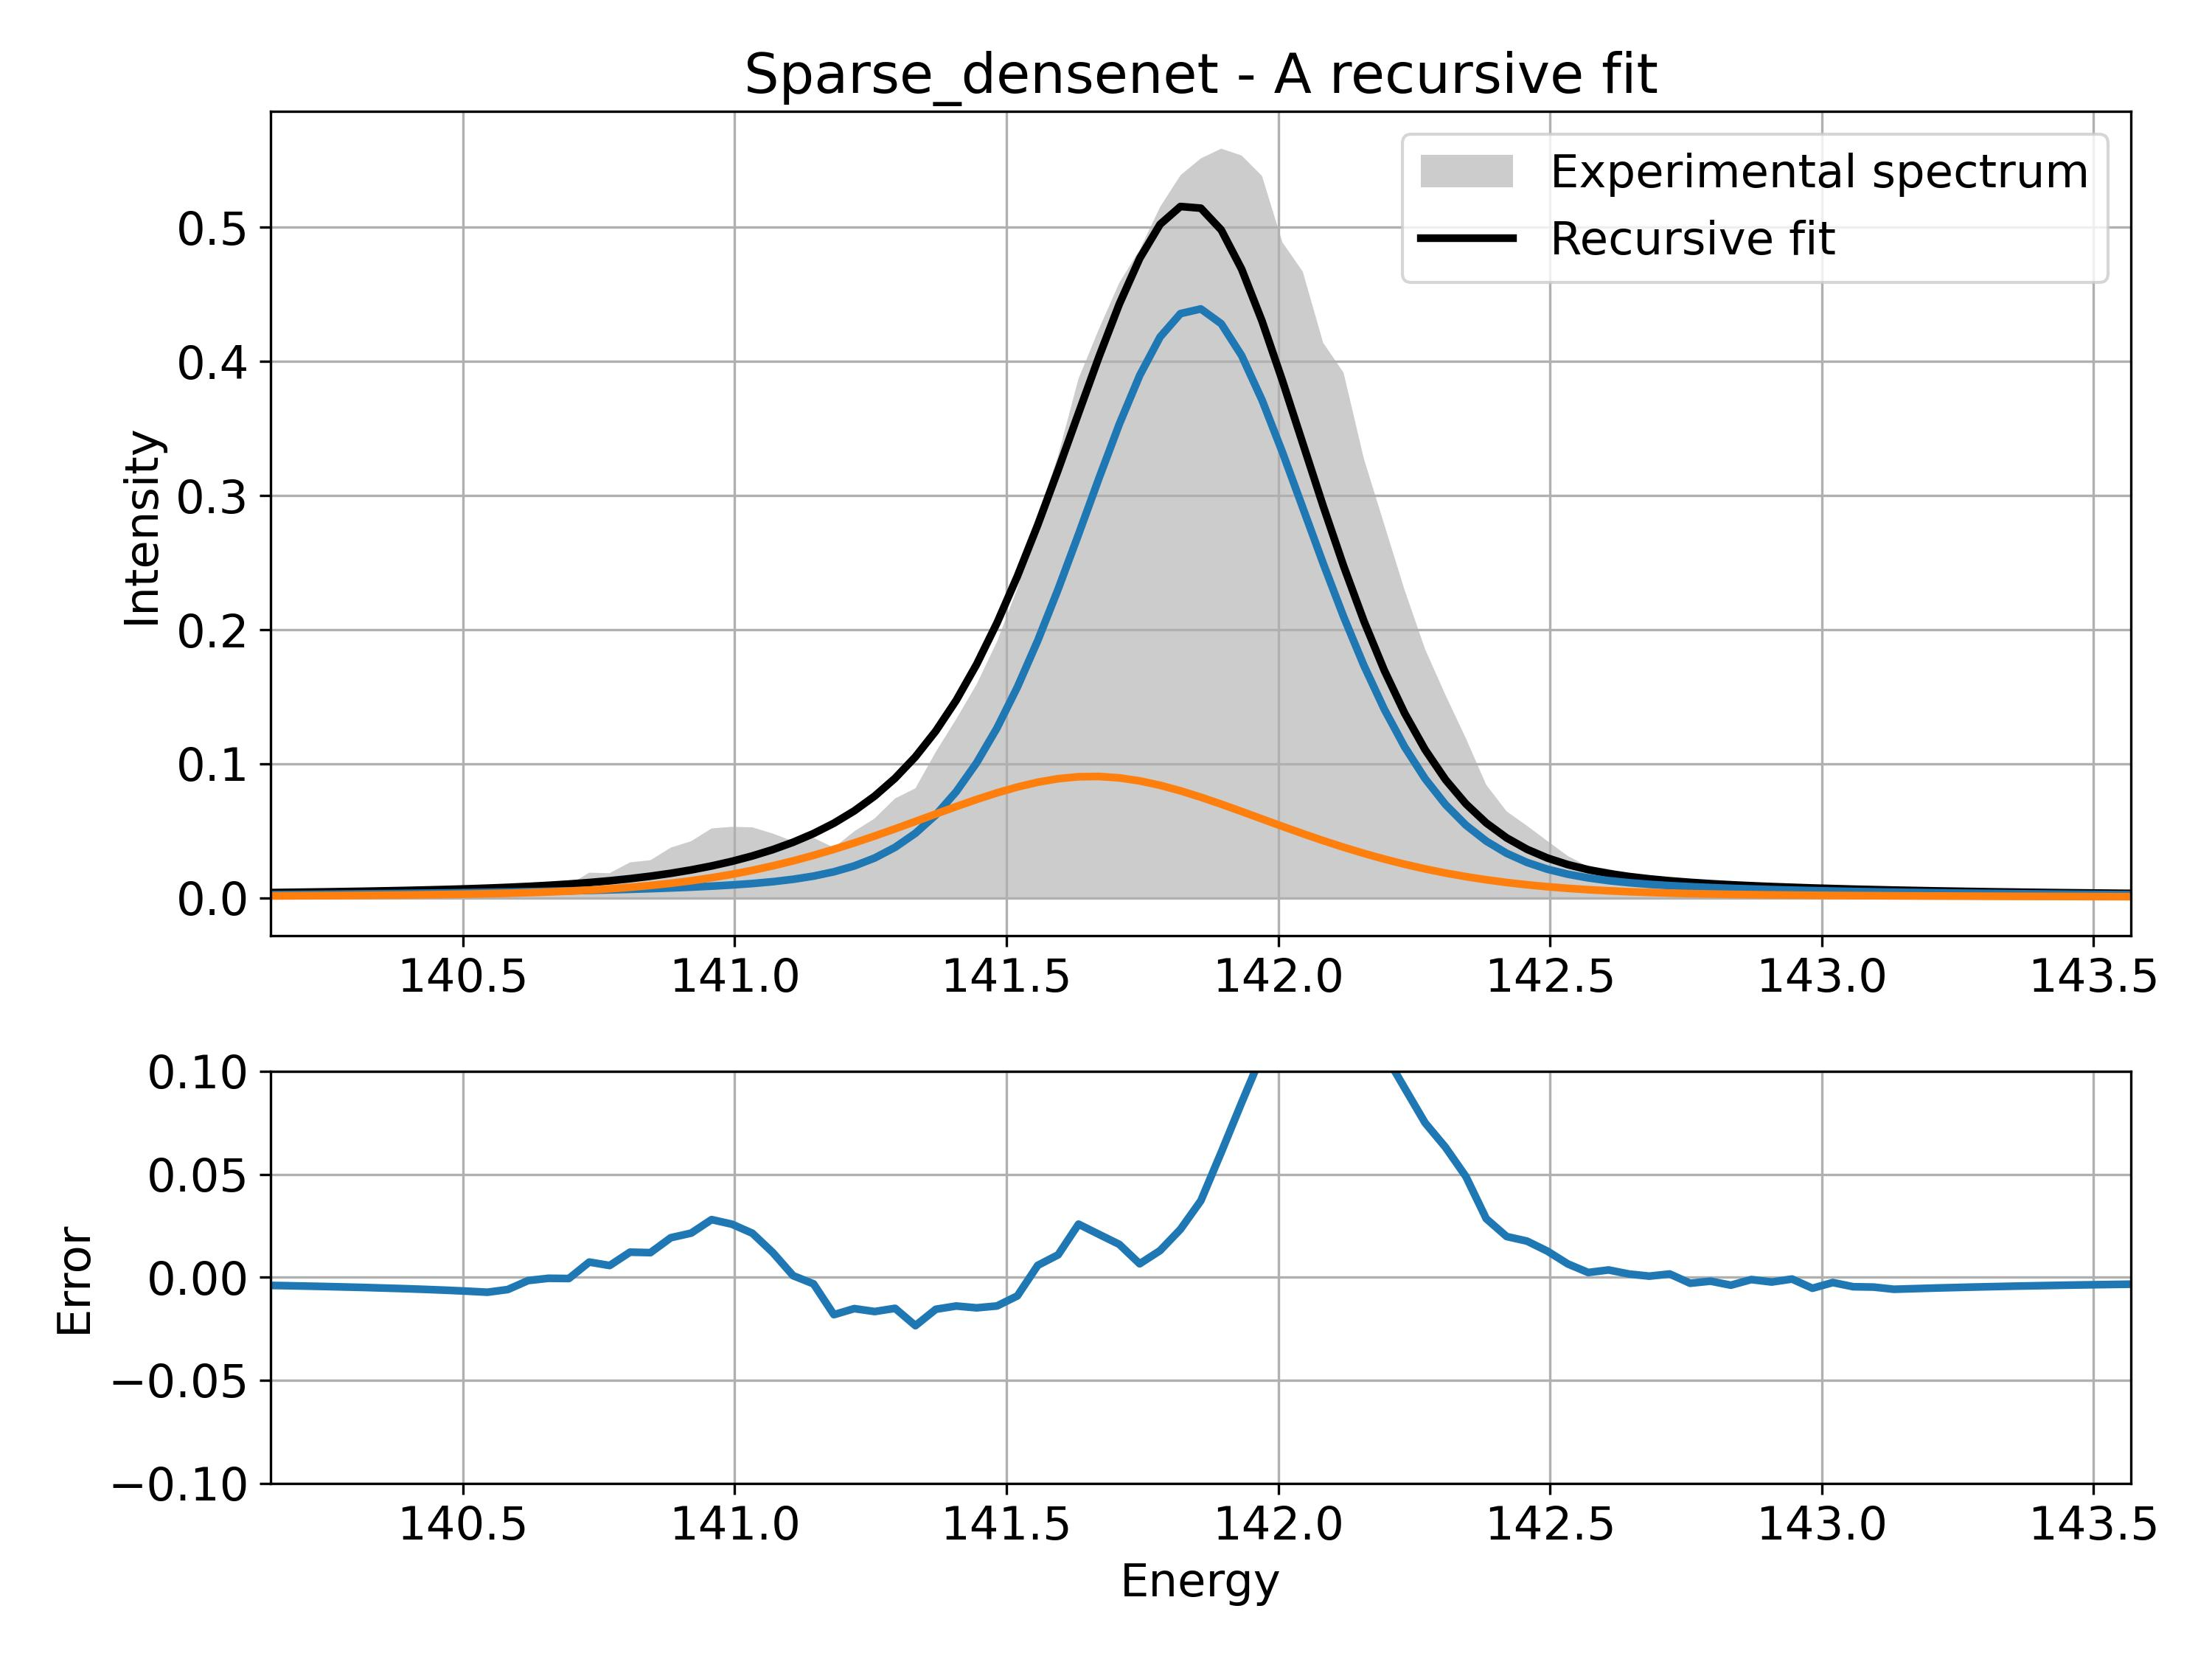 Sparse_densenet - A recursive fit
Experimental spectrum
Recursive fit
Intensity
0.5
0.4
0.3
0.2
0.1
0.0
140.5 141.0 141.5 142.0 142.5 143.0 143.5
Error
0.10
0.05
0.00
−0.05
−0.10
140.5 141.0 141.5 142.0 142.5 143.0 143.5
Energy